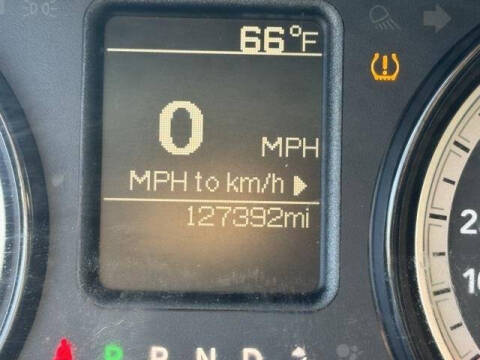 66°F
0 MPH
MPH to km/h ▶
127392mi
P R N D